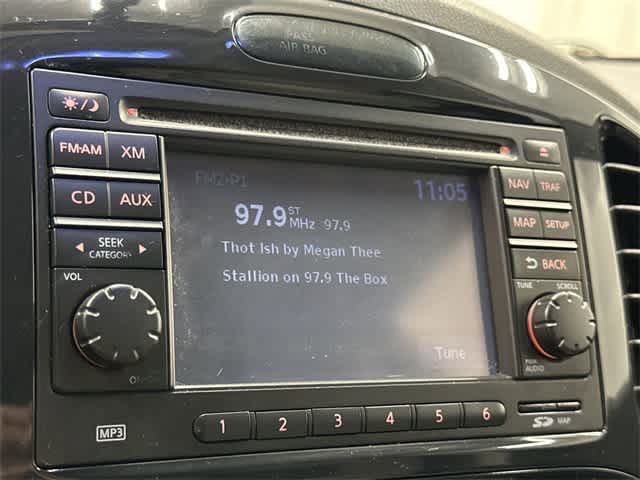 PASS
AIR BAG
FM·AM XM
CD AUX
SEEK
CATEGORY
VOL
MP3
FM2-P1
11:05
97.9 ST MHz 97.9
Thot Ish by Megan Thee
Stallion on 97.9 The Box
Tune
1 2 3 4 5 6
NAV TRAF
MAP SETUP
BACK
TUNE SCROLL
PUSH
AUDIO
SD MAP